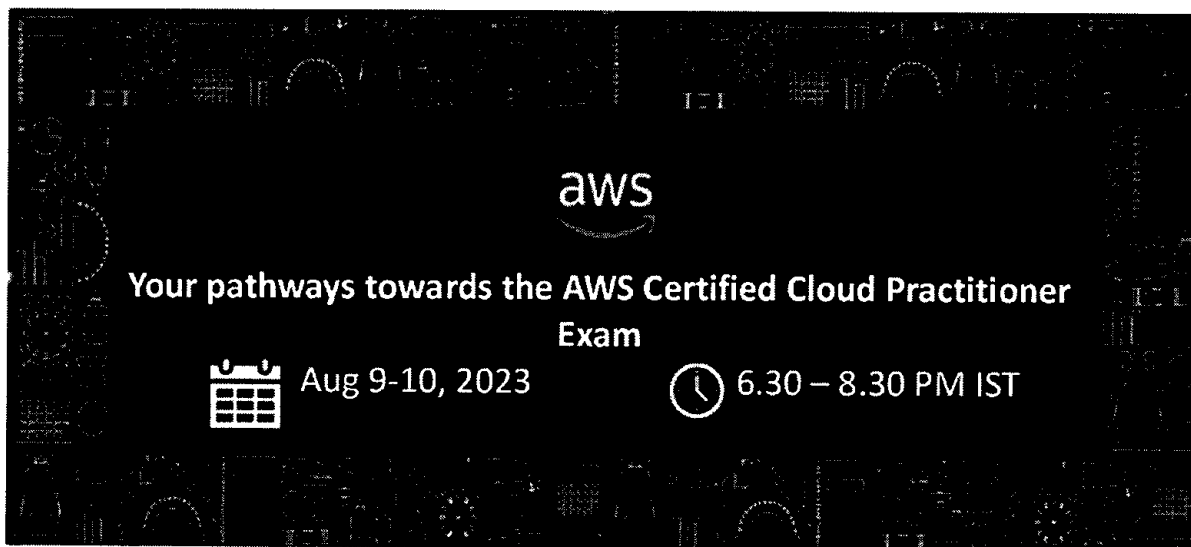 aws
Your pathways towards the AWS Certified Cloud Practitioner
Exam
Aug 9-10, 2023
6.30 – 8.30 PM IST